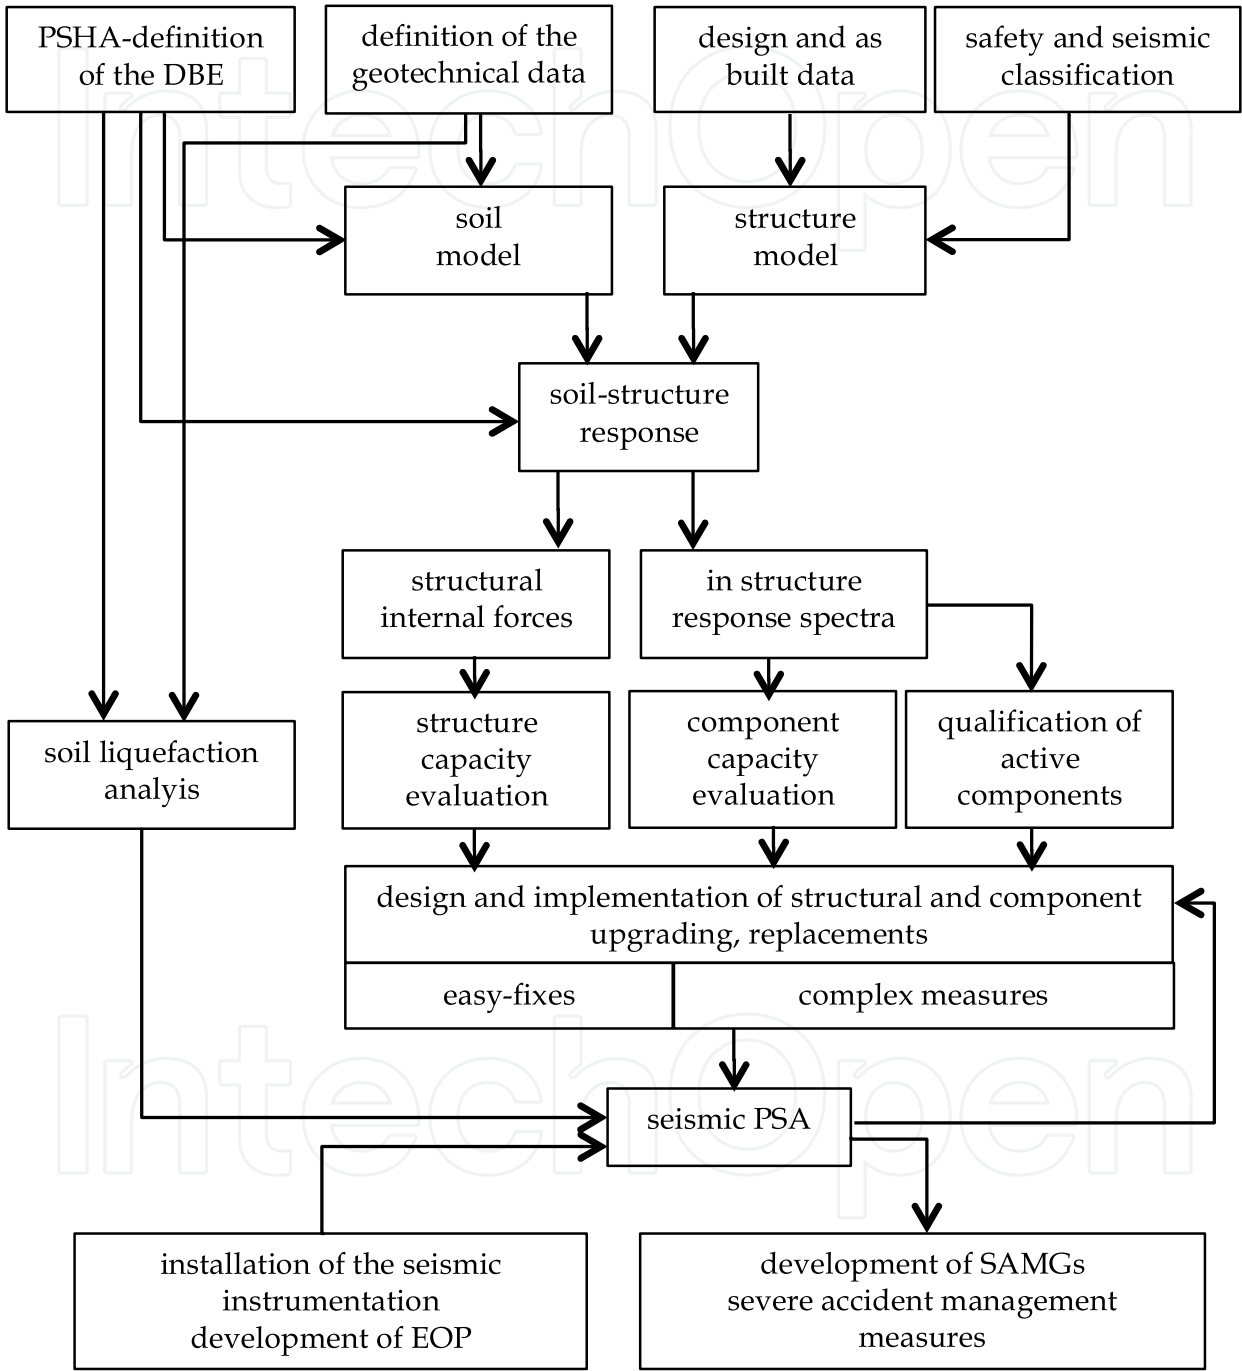 PSHA-definition
of the DBE
definition of the
geotechnical data
design and as
built data
safety and seismic
classification
soil
model
structure
model
soil-structure
response
structural
internal forces
in structure
response spectra
soil liquefaction
analyis
structure
capacity
evaluation
component
capacity
evaluation
qualification of
active
components
design and implementation of structural and component
upgrading, replacements
easy-fixes
complex measures
seismic PSA
installation of the seismic
instrumentation
development of EOP
development of SAMGs
severe accident management
measures
IntechOpen
IntechOpen